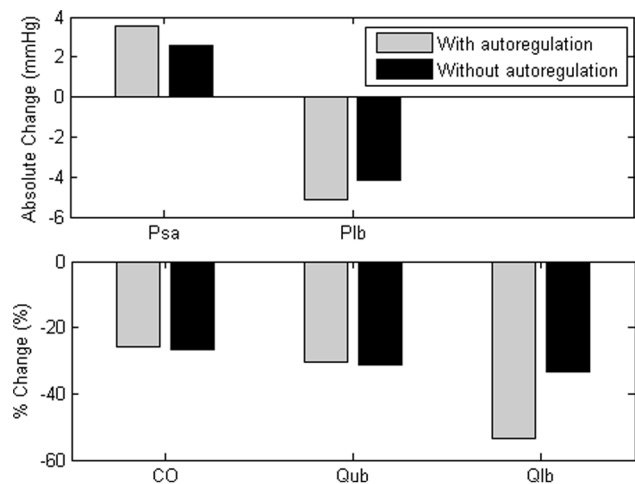 Absolute Change (mmHg)
4
2
0
-2
-4
-6
With autoregulation
Without autoregulation
Psa
Plb
% Change (%)
0
-20
-40
-60
CO
Qub
Qlb